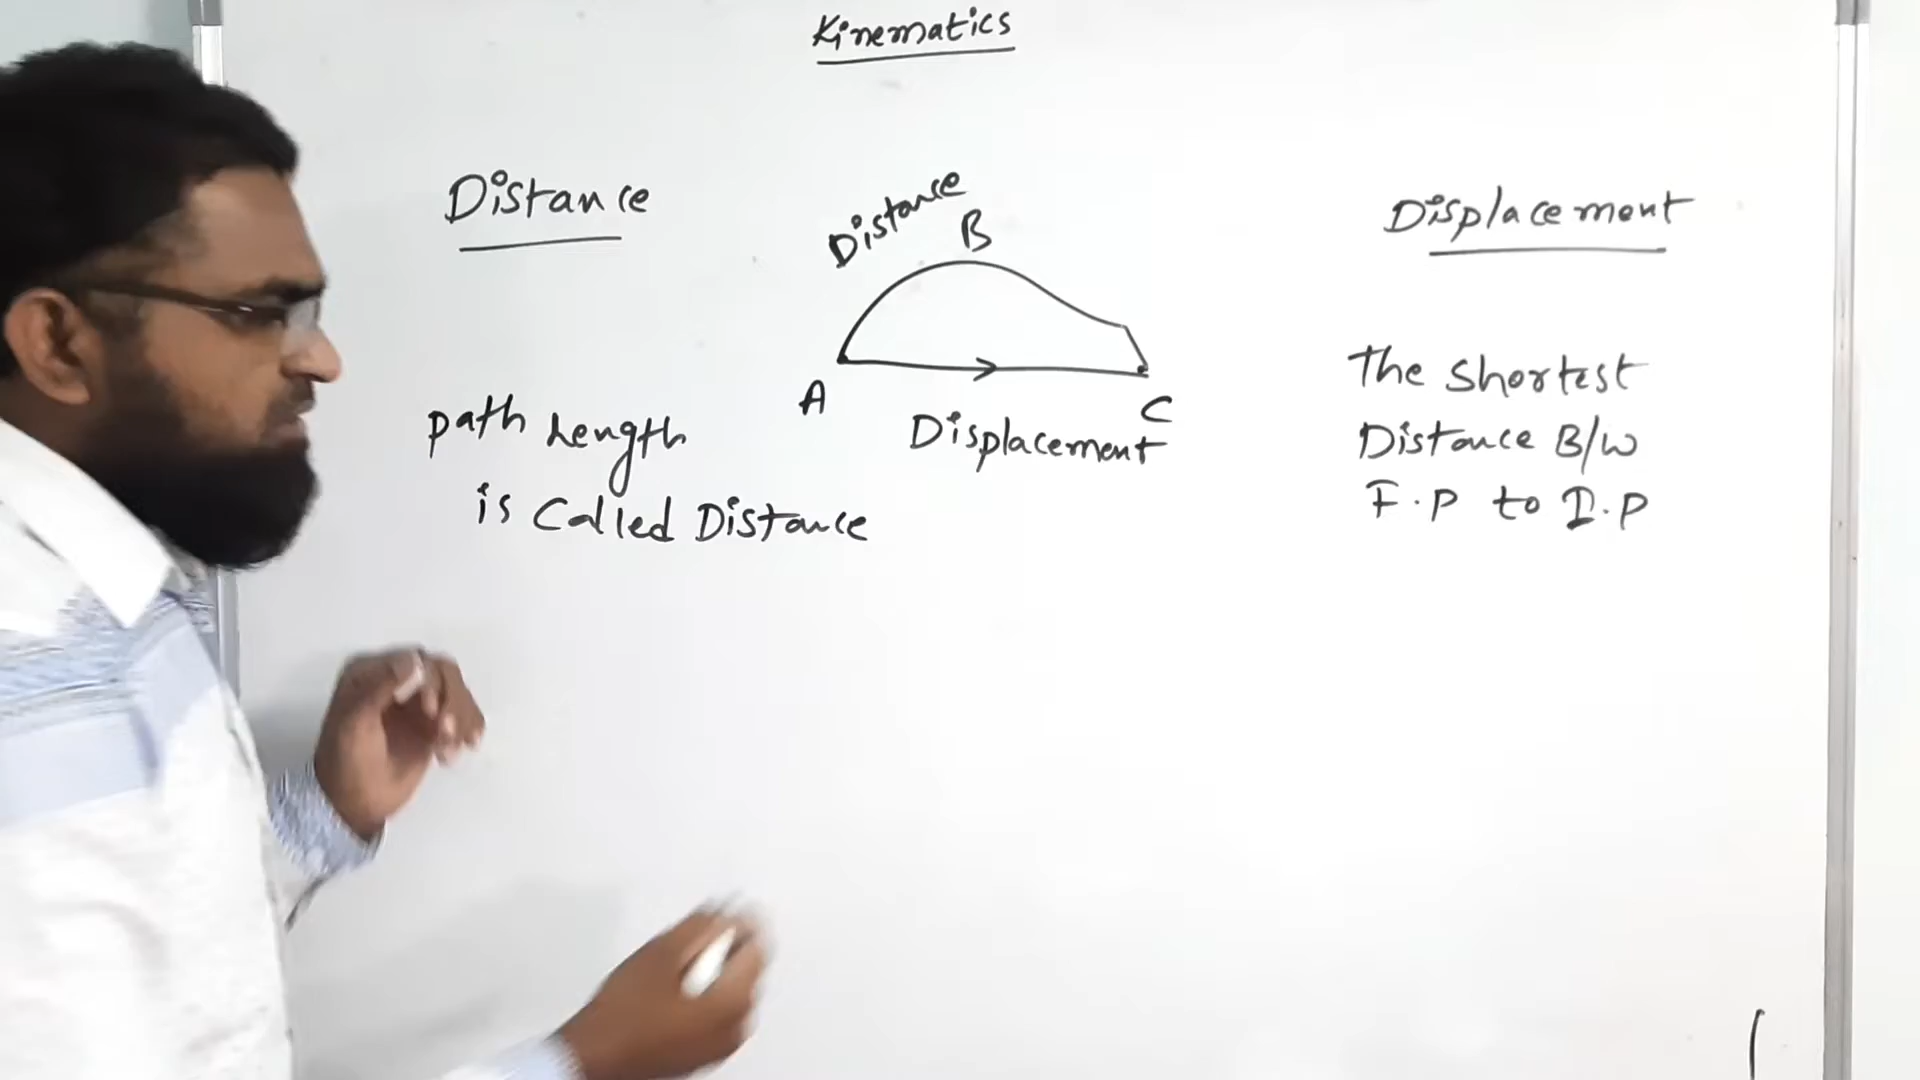 Kinematics
Distance
path Length
is Called Distance
Distance
B
A
C
Displacement
Displacement
The Shortest
Distance B/w
F.P to I.P